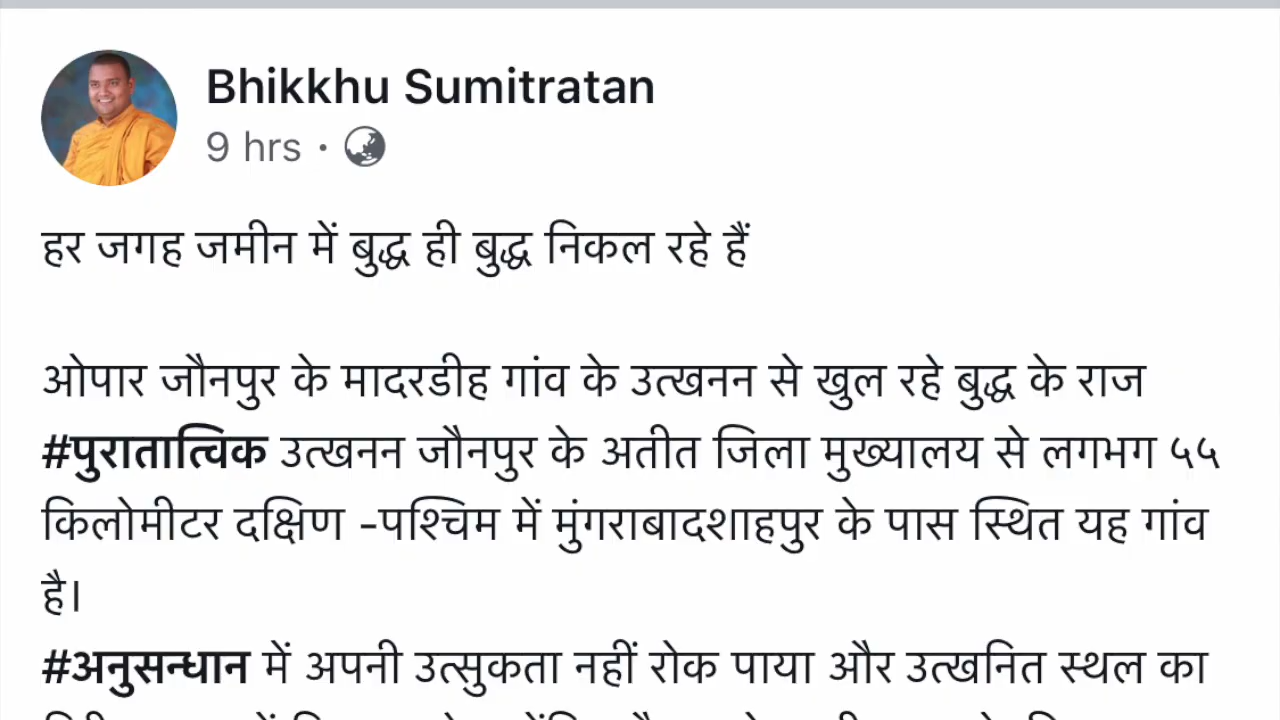 Bhikkhu Sumitratan
9 hrs ·
हर जगह जमीन में बुद्ध ही बुद्ध निकल रहे हैं
ओपार जौनपुर के मादरडीह गांव के उत्खनन से खुल रहे बुद्ध के राज
#पुरातात्विक उत्खनन जौनपुर के अतीत जिला मुख्यालय से लगभग ५५
किलोमीटर दक्षिण -पश्चिम में मुंगराबादशाहपुर के पास स्थित यह गांव
है।
#अनुसन्धान में अपनी उत्सुकता नहीं रोक पाया और उत्खनित स्थल का